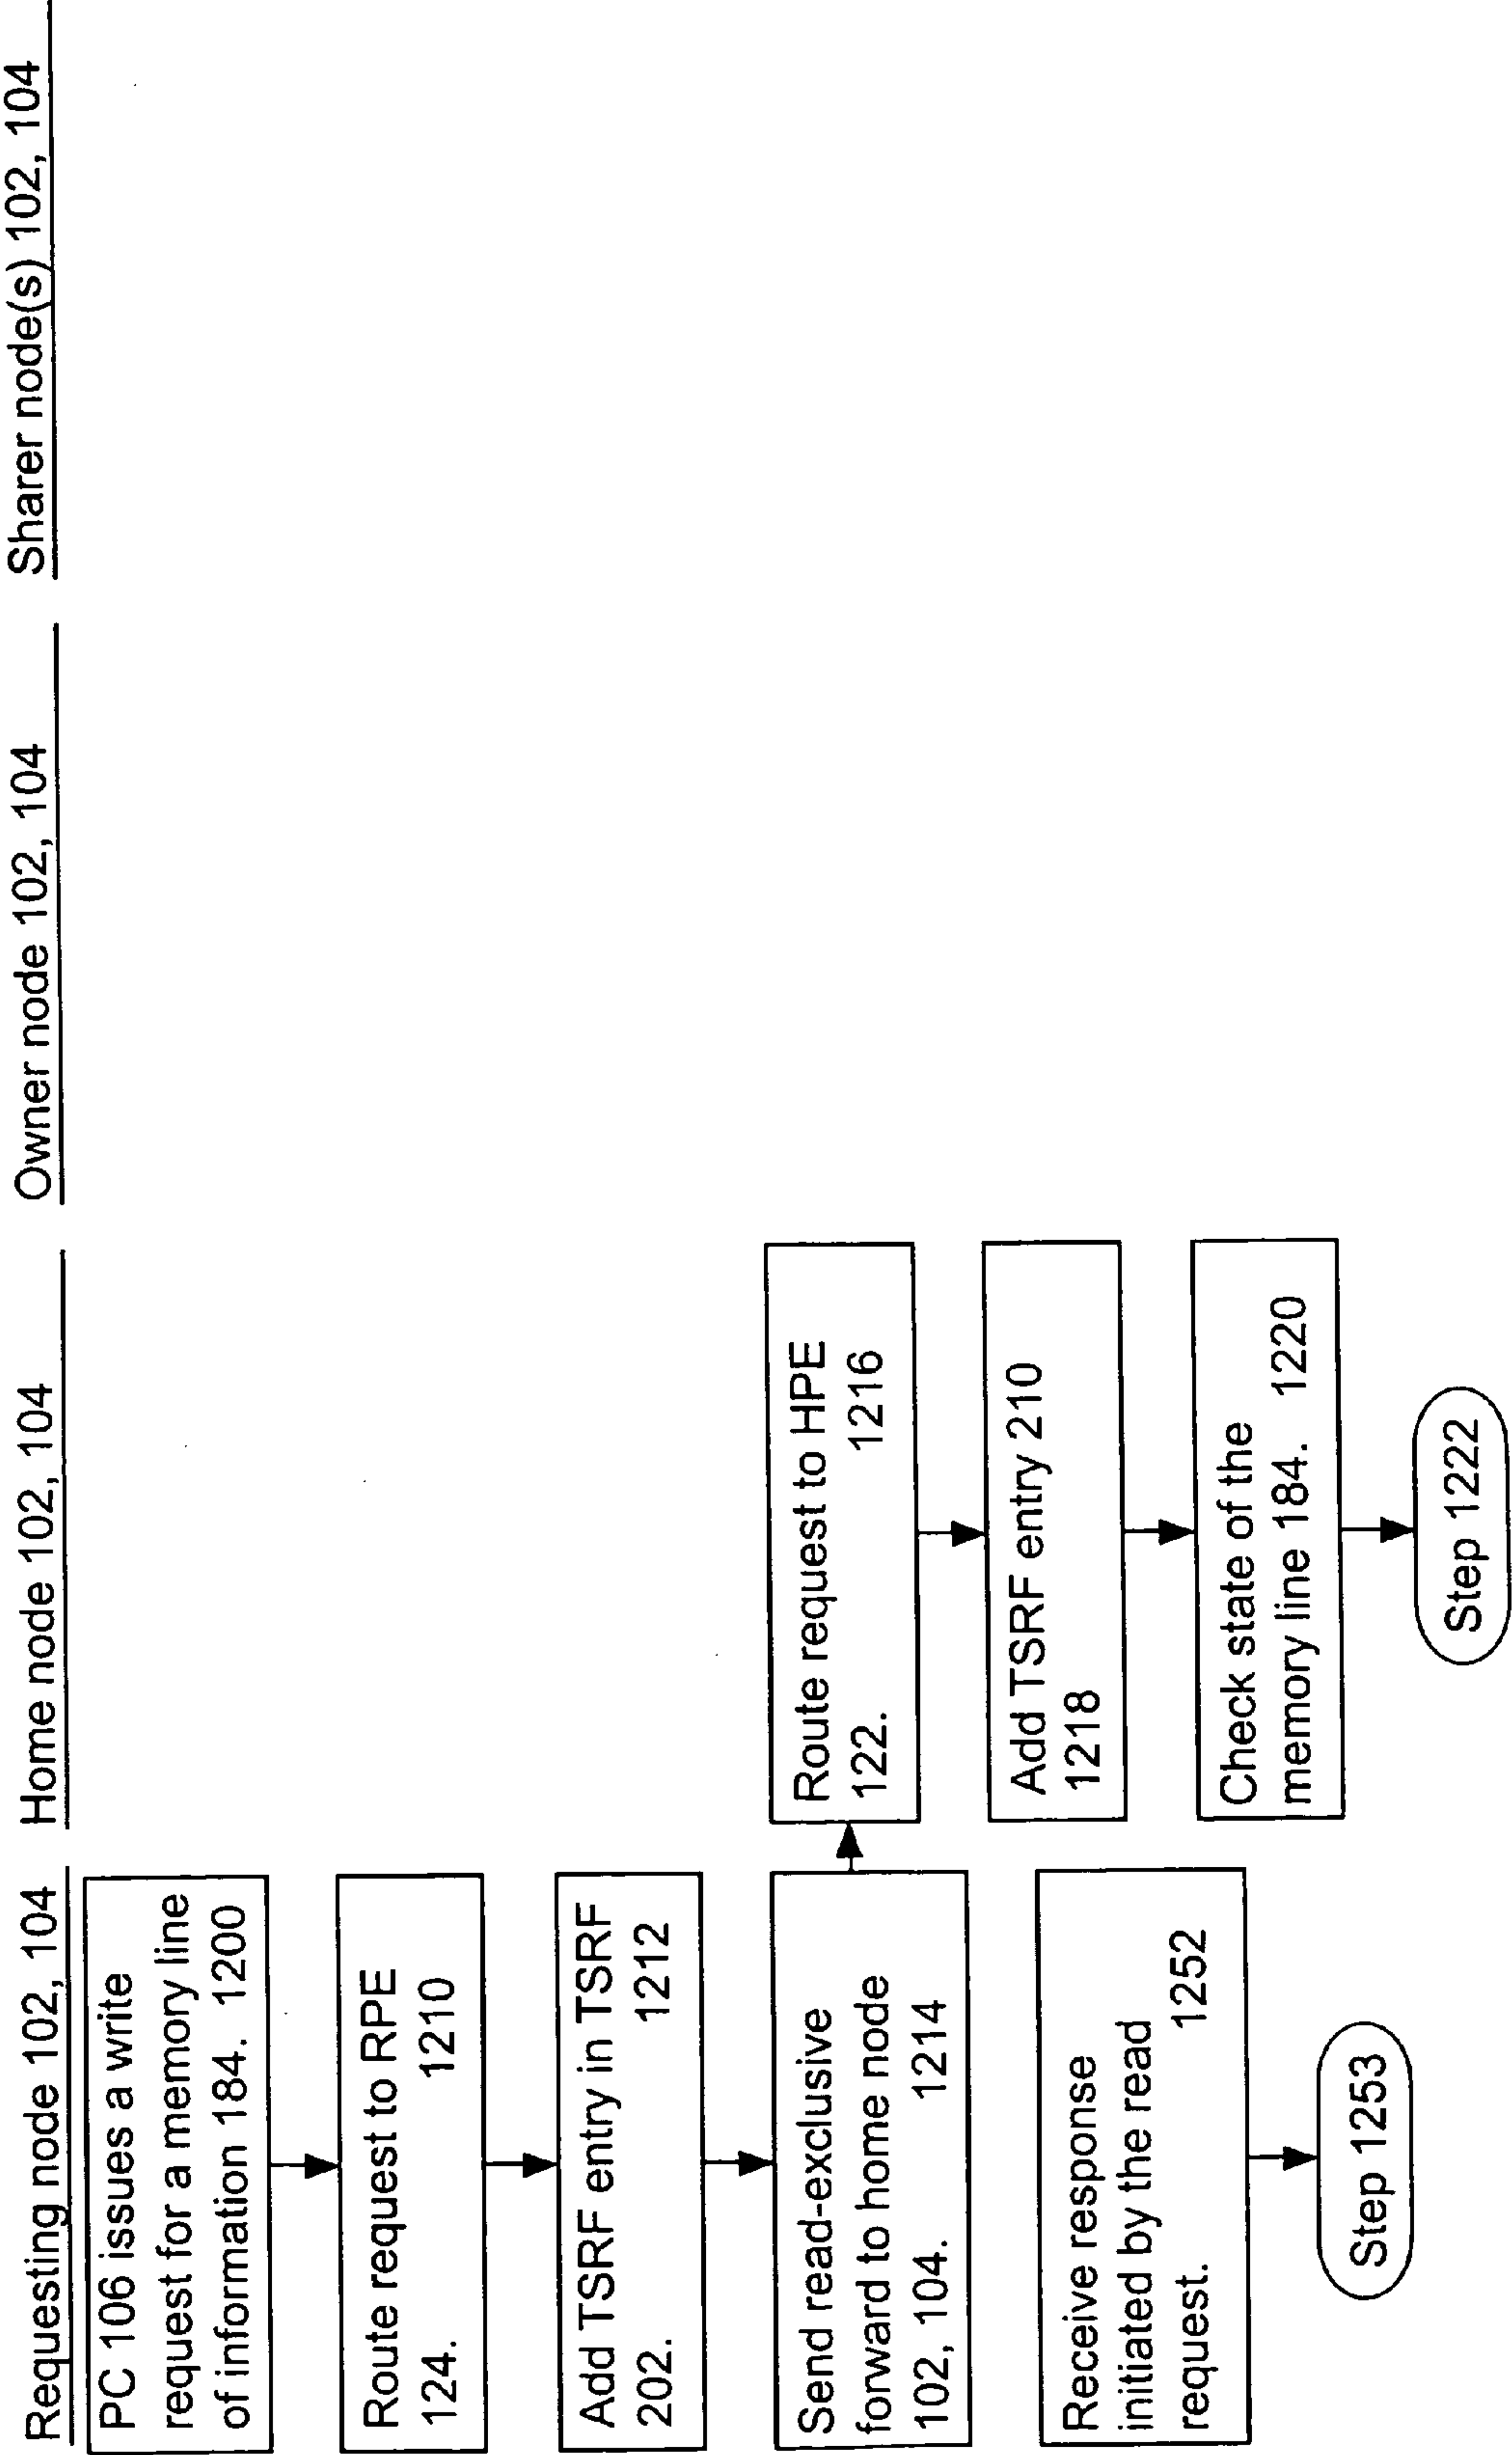 Requesting node 102, 104
Home node 102, 104
Owner node 102, 104
Sharer node(s) 102, 104
PC 106 issues a write
request for a memory line
of information 184. 1200
Route request to RPE
124. 1210
Add TSRF entry in TSRF
202. 1212
Send read-exclusive
forward to home node
102, 104. 1214
Route request to HPE
122. 1216
Add TSRF entry 210
1218
Check state of the
memory line 184. 1220
Step 1222
Receive response
initiated by the read
request. 1252
Step 1253